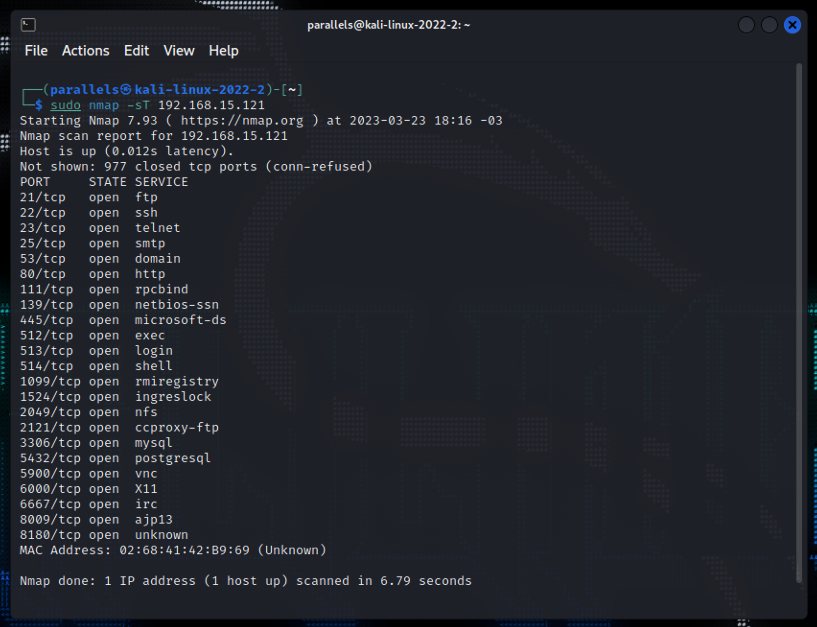 parallels@kali-linux-2022-2: ~
File Actions Edit View Help
┌──(parallels㉿kali-linux-2022-2)-[~]
└─$ sudo nmap -sT 192.168.15.121
Starting Nmap 7.93 ( https://nmap.org ) at 2023-03-23 18:16 -03
Nmap scan report for 192.168.15.121
Host is up (0.012s latency).
Not shown: 977 closed tcp ports (conn-refused)
PORT     STATE SERVICE
21/tcp   open  ftp
22/tcp   open  ssh
23/tcp   open  telnet
25/tcp   open  smtp
53/tcp   open  domain
80/tcp   open  http
111/tcp  open  rpcbind
139/tcp  open  netbios-ssn
445/tcp  open  microsoft-ds
512/tcp  open  exec
513/tcp  open  login
514/tcp  open  shell
1099/tcp open  rmiregistry
1524/tcp open  ingreslock
2049/tcp open  nfs
2121/tcp open  ccproxy-ftp
3306/tcp open  mysql
5432/tcp open  postgresql
5900/tcp open  vnc
6000/tcp open  X11
6667/tcp open  irc
8009/tcp open  ajp13
8180/tcp open  unknown
MAC Address: 02:68:41:42:B9:69 (Unknown)
Nmap done: 1 IP address (1 host up) scanned in 6.79 seconds